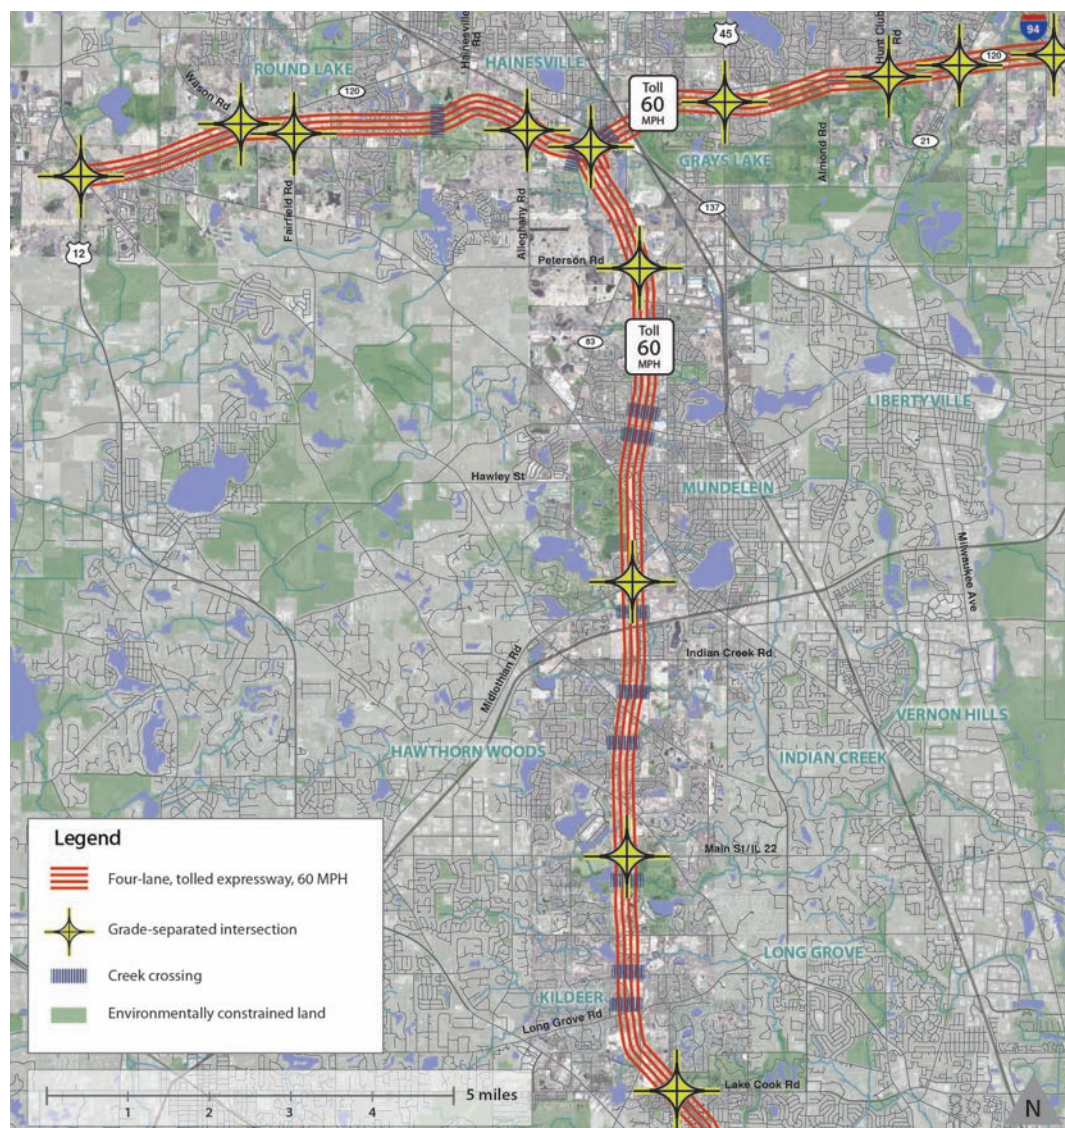 Hainesville
Rd
45
Hunt Club
Rd
94
HAINESVILLE
120
ROUND LAKE
Wilson Rd
120
Toll
60
MPH
21
GRAYS LAKE
Almond Rd
Fairfield Rd
Alleghany Rd
137
12
Peterson Rd
83
Toll
60
MPH
LIBERTYVILLE
Hawley St
MUNDELEIN
Milwaukee Ave
Midlothian Rd
Indian Creek Rd
VERNON HILLS
HAWTHORN WOODS
INDIAN CREEK
Main St/IL 22
LONG GROVE
KILDEER
Long Grove Rd
Lake Cook Rd
Legend
Four-lane, tolled expressway, 60 MPH
Grade-separated intersection
Creek crossing
Environmentally constrained land
5 miles
1 2 3 4
N